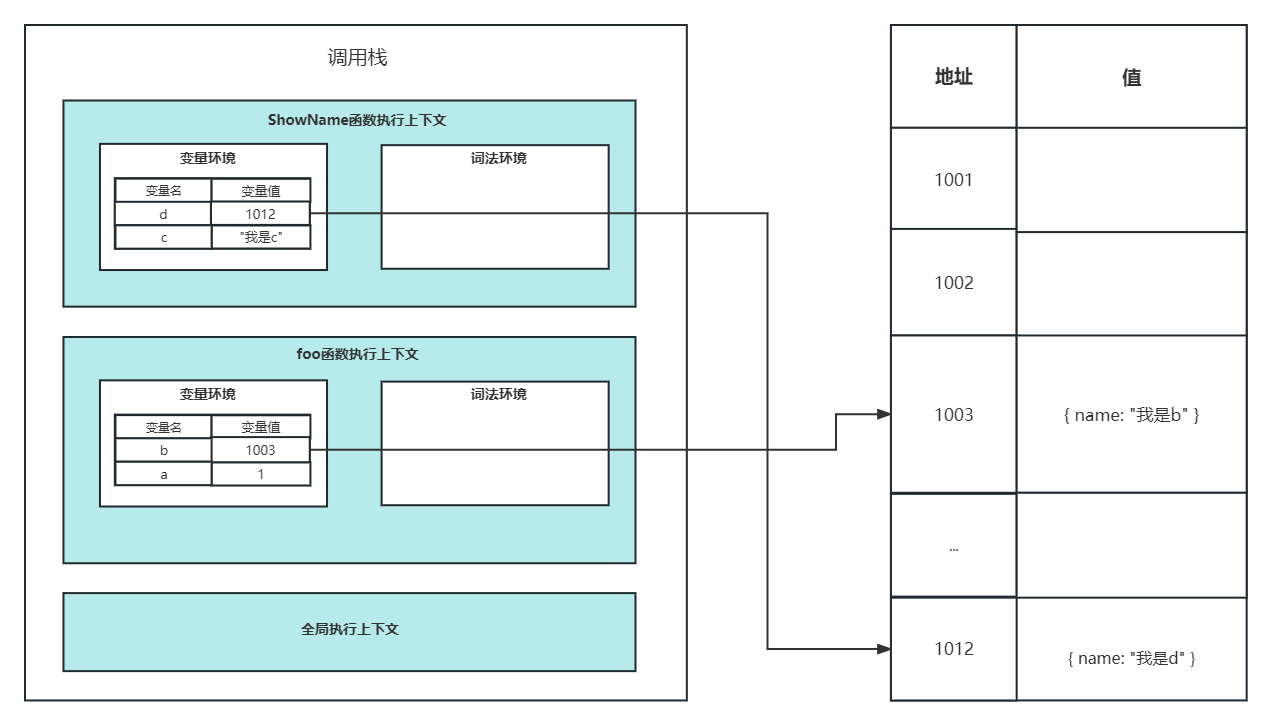 调用栈
ShowName函数执行上下文
变量环境
变量名 变量值
d 1012
c "我是c"
词法环境
foo函数执行上下文
变量环境
变量名 变量值
b 1003
a 1
词法环境
全局执行上下文
地址 值
1001
1002
1003 { name: "我是b" }
...
1012 { name: "我是d" }